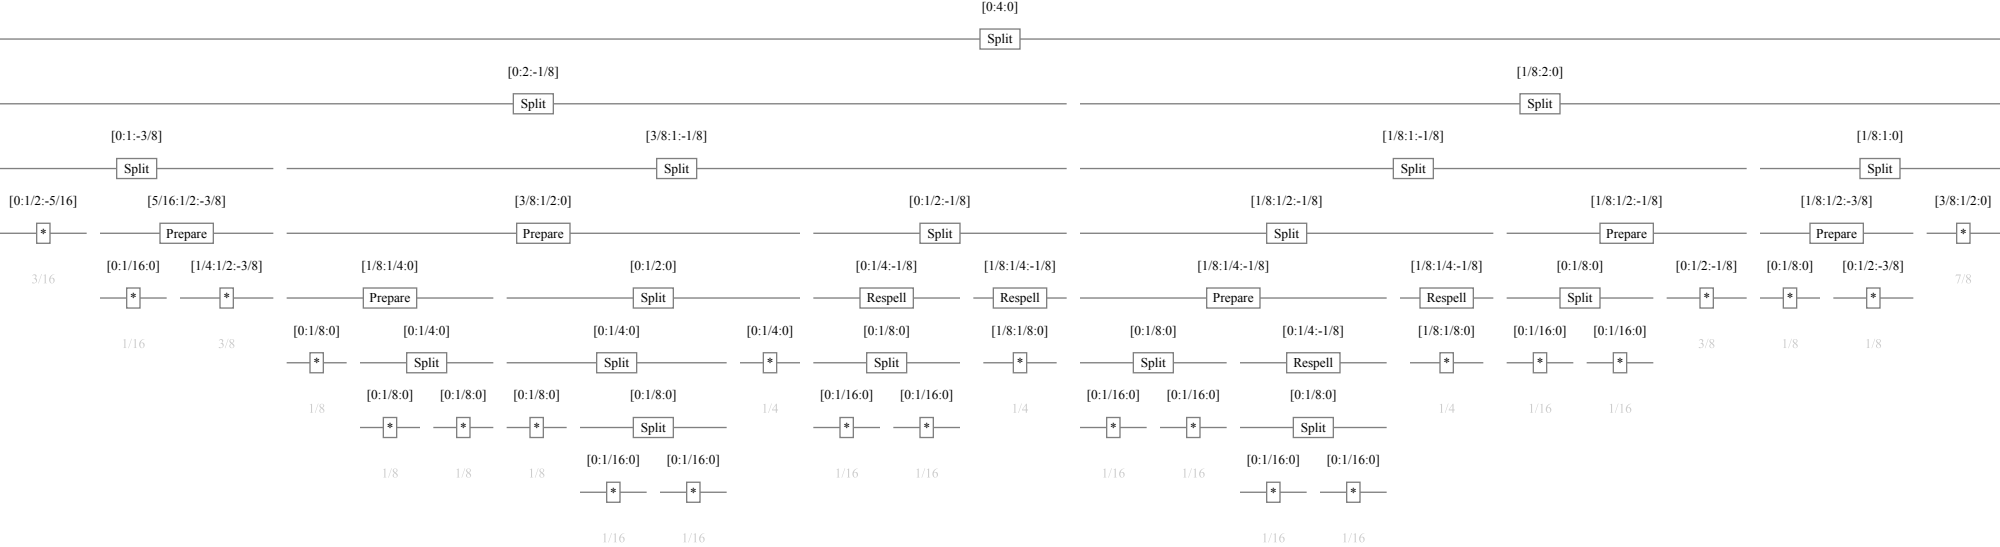 [0:4:0]
Split
[0:2:-1/8] [1/8:2:0]
Split Split
[0:1:-3/8] [3/8:1:-1/8] [1/8:1:-1/8] [1/8:1:0]
Split Split Split Split
[0:1/2:-5/16] [5/16:1/2:-3/8] [3/8:1/2:0] [0:1/2:-1/8] [1/8:1/2:-1/8] [1/8:1/2:-1/8] [1/8:1/2:-3/8] [3/8:1/2:0]
* Prepare Prepare Split Split Prepare Prepare *
[0:1/16:0] [1/4:1/2:-3/8] [1/8:1/4:0] [0:1/2:0] [0:1/4:-1/8] [1/8:1/4:-1/8] [1/8:1/4:-1/8] [1/8:1/4:-1/8] [0:1/8:0] [0:1/2:-1/8] [0:1/8:0] [0:1/2:-3/8]
3/16 7/8
* * Prepare Split Respell Respell Prepare Respell Split * * *
[0:1/8:0] [0:1/4:0] [0:1/4:0] [0:1/4:0] [0:1/8:0] [1/8:1/8:0] [0:1/8:0] [0:1/4:-1/8] [1/8:1/8:0] [0:1/16:0] [0:1/16:0]
1/16 3/8 3/8 1/8 1/8
* Split Split * Split * Split Respell * * *
[0:1/8:0] [0:1/8:0] [0:1/8:0] [0:1/8:0] [0:1/16:0] [0:1/16:0] [0:1/16:0] [0:1/16:0] [0:1/8:0]
1/8 1/4 1/4 1/4 1/16 1/16
* * * Split * * * * Split
[0:1/16:0] [0:1/16:0] [0:1/16:0] [0:1/16:0]
1/8 1/8 1/8 1/16 1/16 1/16 1/16
* * * *
1/16 1/16 1/16 1/16